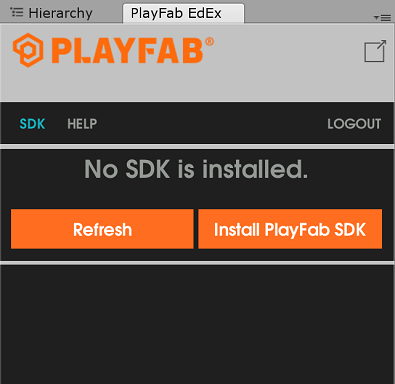 Hierarchy PlayFab EdEx
PLAYFAB®
SDK HELP LOGOUT
No SDK is installed.
Refresh Install PlayFab SDK